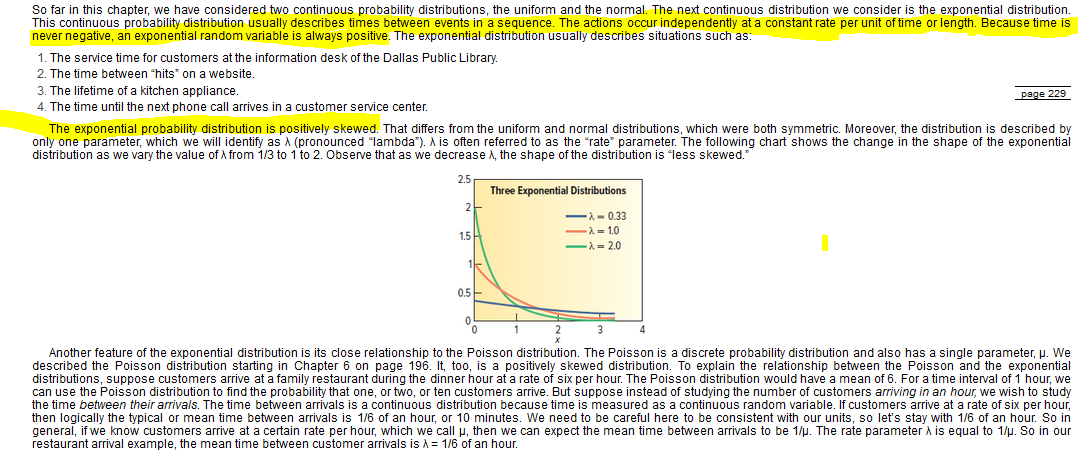 So far in this chapter, we have considered two continuous probability distributions, the uniform and the normal. The next continuous distribution we consider is the exponential distribution.
This continuous probability distribution usually describes times between events in a sequence. The actions occur independently at a constant rate per unit of time or length. Because time is
never negative, an exponential random variable is always positive. The exponential distribution usually describes situations such as:
1. The service time for customers at the information desk of the Dallas Public Library.
2. The time between “hits” on a website.
3. The lifetime of a kitchen appliance.
page 229
4. The time until the next phone call arrives in a customer service center.
The exponential probability distribution is positively skewed. That differs from the uniform and normal distributions, which were both symmetric. Moreover, the distribution is described by
only one parameter, which we will identify as λ (pronounced “lambda”). λ is often referred to as the “rate” parameter. The following chart shows the change in the shape of the exponential
distribution as we vary the value of λ from 1/3 to 1 to 2. Observe that as we decrease λ, the shape of the distribution is “less skewed.”
Three Exponential Distributions
2.5
2
1.5
1
0.5
0
λ = 0.33
λ = 1.0
λ = 2.0
0 1 2 3 4
x
Another feature of the exponential distribution is its close relationship to the Poisson distribution. The Poisson is a discrete probability distribution and also has a single parameter, μ. We
described the Poisson distribution starting in Chapter 6 on page 196. It, too, is a positively skewed distribution. To explain the relationship between the Poisson and the exponential
distributions, suppose customers arrive at a family restaurant during the dinner hour at a rate of six per hour. The Poisson distribution would have a mean of 6. For a time interval of 1 hour, we
can use the Poisson distribution to find the probability that one, or two, or ten customers arrive. But suppose instead of studying the number of customers arriving in an hour, we wish to study
the time between their arrivals. The time between arrivals is a continuous distribution because time is measured as a continuous random variable. If customers arrive at a rate of six per hour,
then logically the typical or mean time between arrivals is 1/6 of an hour, or 10 minutes. We need to be careful here to be consistent with our units, so let's stay with 1/6 of an hour. So in
general, if we know customers arrive at a certain rate per hour, which we call μ, then we can expect the mean time between arrivals to be 1/μ. The rate parameter λ is equal to 1/μ. So in our
restaurant arrival example, the mean time between customer arrivals is λ = 1/6 of an hour.